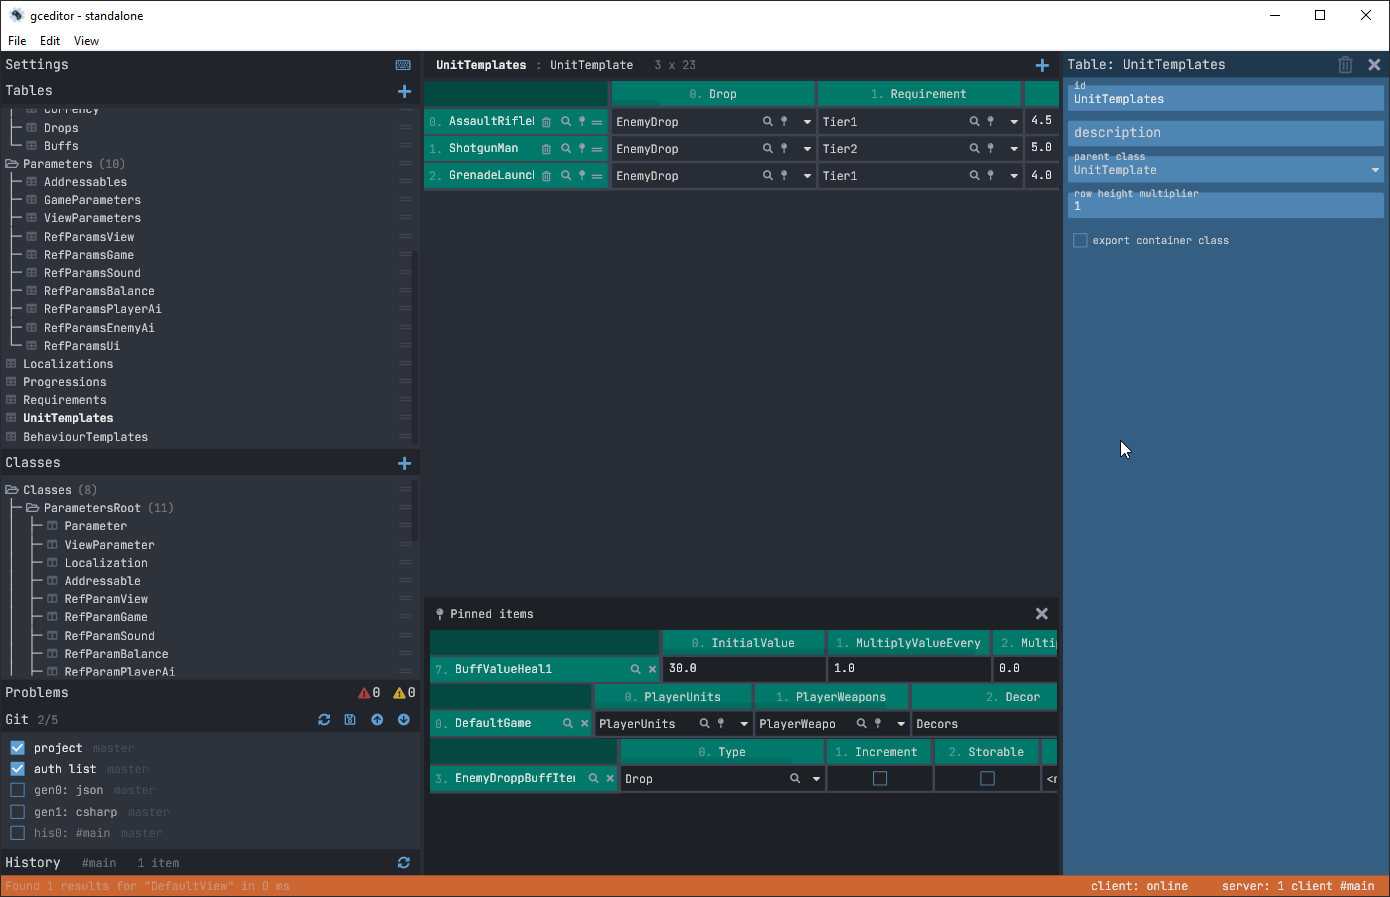 gceditor - standalone
File Edit View
Settings
Tables
Currency
Drops
Buffs
Parameters (10)
Addressables
GameParameters
ViewParameters
RefParamsView
RefParamsGame
RefParamsSound
RefParamsBalance
RefParamsPlayerAi
RefParamsEnemyAi
RefParamsUi
Localizations
Progressions
Requirements
UnitTemplates
BehaviourTemplates
Classes
Classes (8)
ParametersRoot (11)
Parameter
ViewParameter
Localization
Addressable
RefParamView
RefParamGame
RefParamSound
RefParamBalance
RefParamPlayerAi
Problems 0 0
Git 2/5
project master
auth list master
gen0: json master
gen1: csharp master
his0: #main master
History #main 1 item
UnitTemplates : UnitTemplate 3 x 23
0. Drop 1. Requirement
0. AssaultRifle EnemyDrop Tier1 4.5
1. ShotgunMan EnemyDrop Tier2 5.0
2. GrenadeLaunc EnemyDrop Tier1 4.0
Pinned items
0. InitialValue 1. MultiplyValueEvery 2. Multi
7. BuffValueHeal1 30.0 1.0 0.0
0. PlayerUnits 1. PlayerWeapons 2. Decor
0. DefaultGame PlayerUnits PlayerWeapo Decors
0. Type 1. Increment 2. Storable
3. EnemyDroppBuffIte Drop
Table: UnitTemplates
id
UnitTemplates
description
parent class
UnitTemplate
row height multiplier
1
export container class
Found 1 results for "DefaultView" in 0 ms
client: online server: 1 client #main